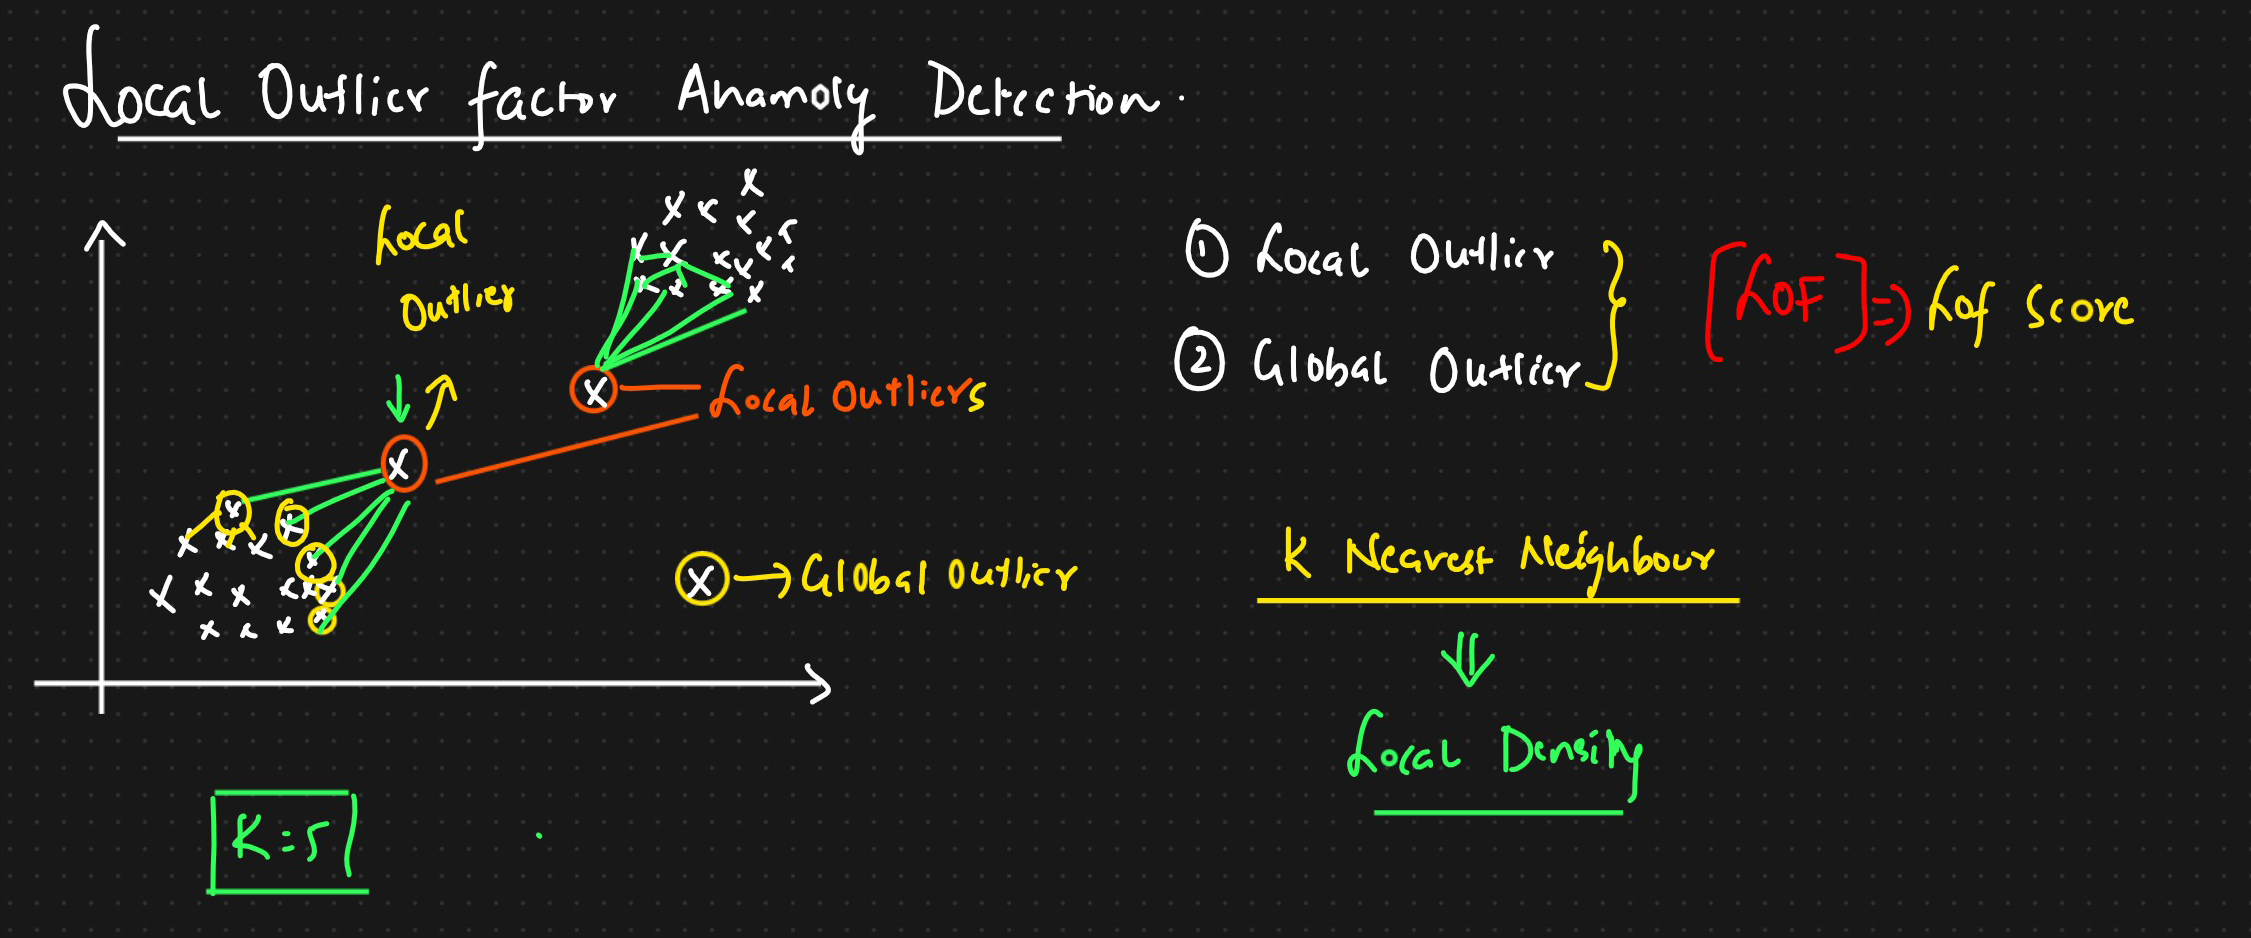 Local Outlier factor Anamoly Detection.
Local
Outlier
Local Outliers
Global Outlier
K=5
① Local Outlier
② Global Outlier
[LOF] => Lof Score
K Nearest Neighbour
Local Density